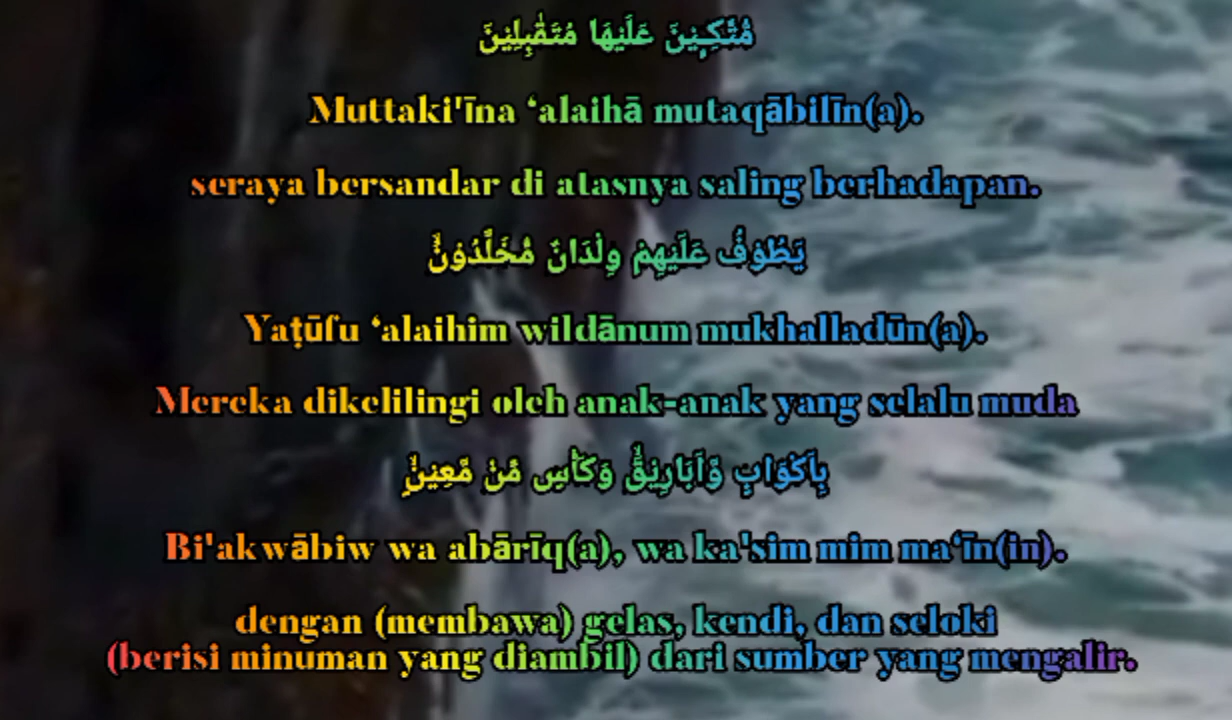 مُّتَّكِـِٕيْنَ عَلَيْهَا مُتَقٰبِلِيْنَ
Muttaki'īna ‘alaihā mutaqābilīn(a).
seraya bersandar di atasnya saling berhadapan.
يَطُوْفُ عَلَيْهِمْ وِلْدَانٌ مُّخَلَّدُوْنَۙ
Yaṭūfu ‘alaihim wildānum mukhalladūn(a).
Mereka dikelilingi oleh anak-anak yang selalu muda
بِاَكْوَابٍ وَّاَبَارِيْقَۙ وَكَأْسٍ مِّنْ مَّعِيْنٍۙ
Bi'akwābiw wa abārīq(a), wa ka'sim mim ma‘īn(in).
dengan (membawa) gelas, kendi, dan seloki
(berisi minuman yang diambil) dari sumber yang mengalir.